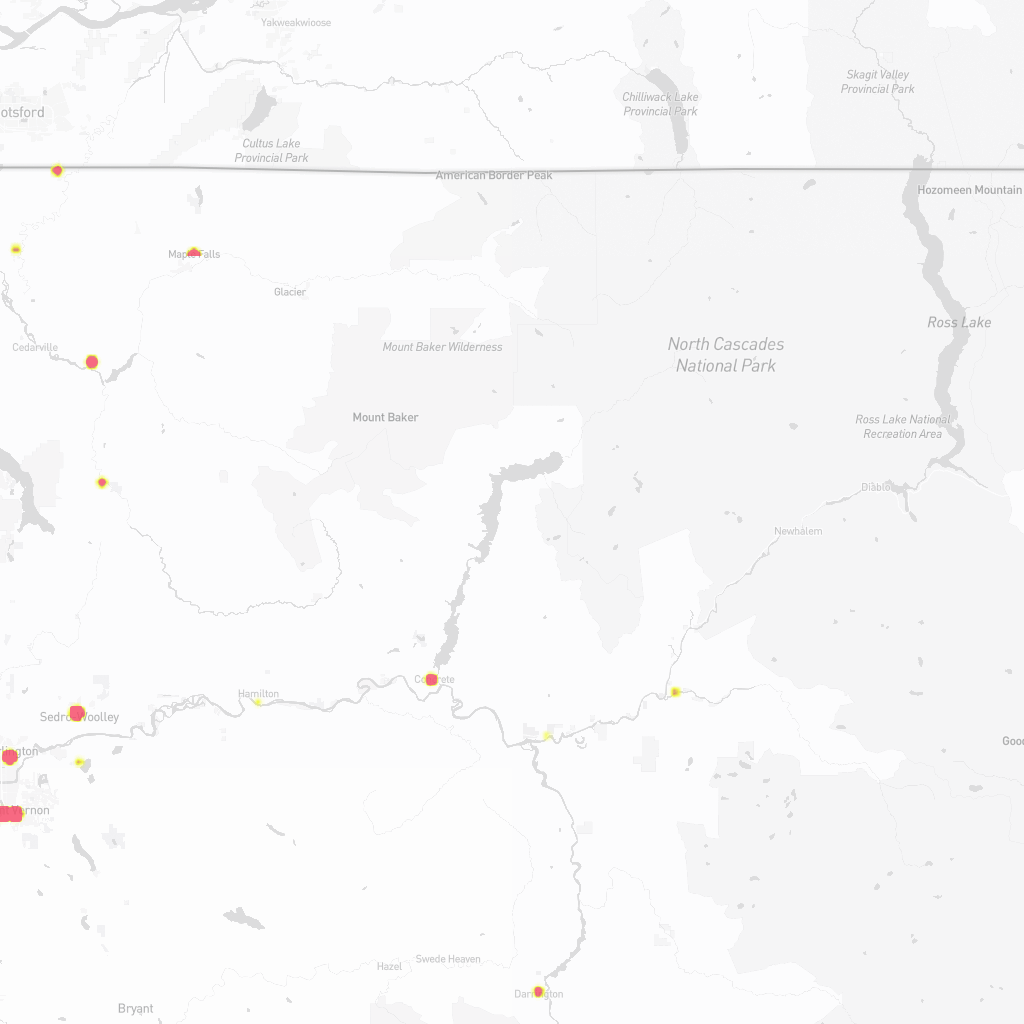 Yakweakwioose
Skagit Valley
Provincial Park
Chilliwack Lake
Provincial Park
otsford
Cultus Lake
Provincial Park
American Border Peak
Hozomeen Mountain
Maple Falls
Glacier
Ross Lake
Cedarville
Mount Baker Wilderness
North Cascades
National Park
Mount Baker
Ross Lake National
Recreation Area
Diablo
Newhalem
Concrete
Hamilton
Sedro-Woolley
lington
Goo
Vernon
Swede Heaven
Hazel
Darrington
Bryant